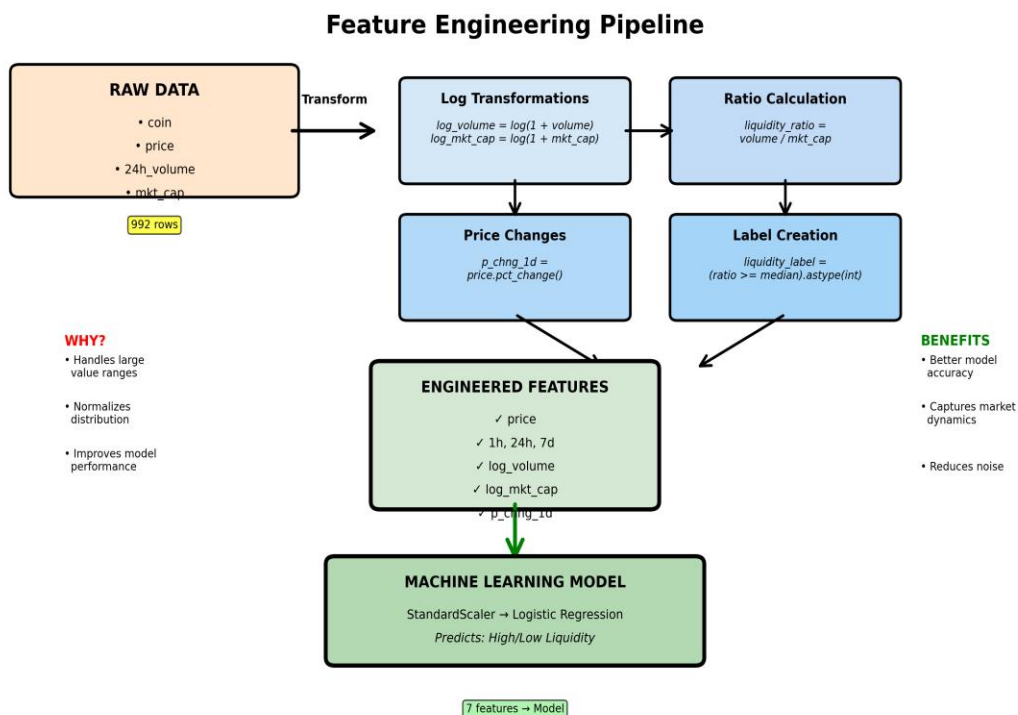 Feature Engineering Pipeline
RAW DATA
• coin
• price
• 24h_volume
• mkt_cap
992 rows
Transform
Log Transformations
log_volume = log(1 + volume)
log_mkt_cap = log(1 + mkt_cap)
Ratio Calculation
liquidity_ratio =
volume / mkt_cap
Price Changes
p_chng_1d =
price.pct_change()
Label Creation
liquidity_label =
(ratio >= median).astype(int)
WHY?
• Handles large
value ranges
• Normalizes
distribution
• Improves model
performance
BENEFITS
• Better model
accuracy
• Captures market
dynamics
• Reduces noise
ENGINEERED FEATURES
✓ price
✓ 1h, 24h, 7d
✓ log_volume
✓ log_mkt_cap
✓ p_chng_1d
MACHINE LEARNING MODEL
StandardScaler → Logistic Regression
Predicts: High/Low Liquidity
7 features → Model